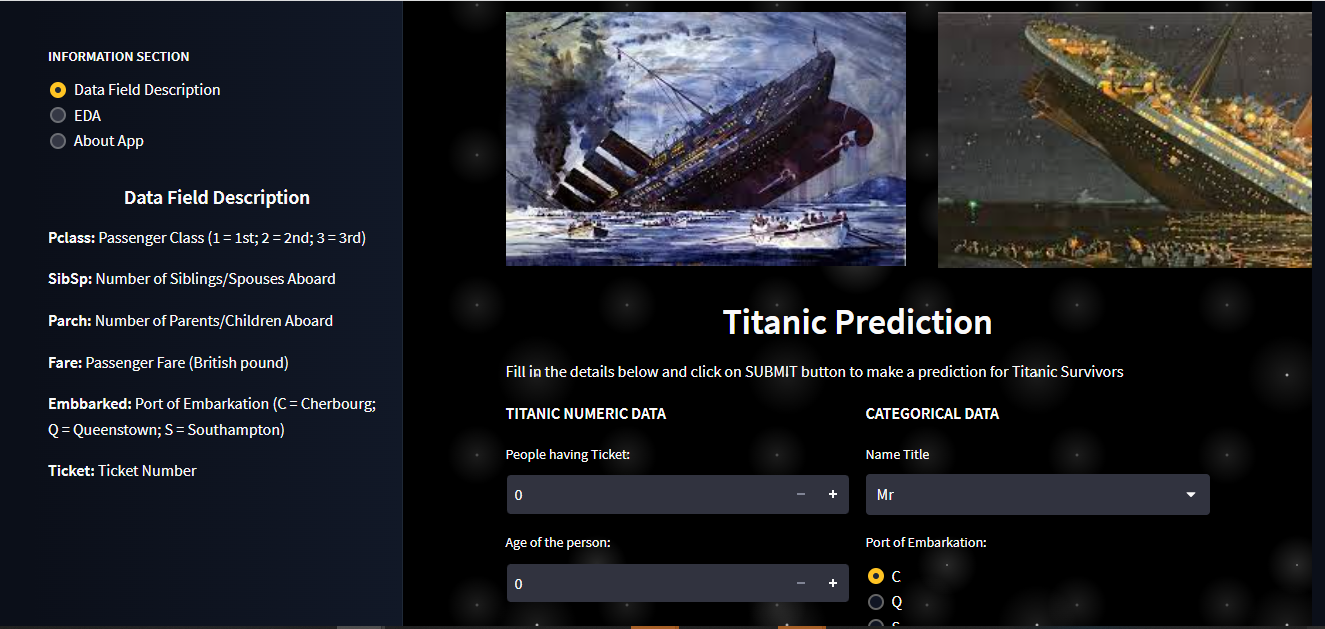 INFORMATION SECTION
Data Field Description
EDA
About App
Data Field Description
Pclass: Passenger Class (1 = 1st; 2 = 2nd; 3 = 3rd)
SibSp: Number of Siblings/Spouses Aboard
Parch: Number of Parents/Children Aboard
Fare: Passenger Fare (British pound)
Embbarked: Port of Embarkation (C = Cherbourg;
Q = Queenstown; S = Southampton)
Ticket: Ticket Number
Titanic Prediction
Fill in the details below and click on SUBMIT button to make a prediction for Titanic Survivors
TITANIC NUMERIC DATA
People having Ticket:
0
Age of the person:
0
CATEGORICAL DATA
Name Title
Mr
Port of Embarkation:
C
Q